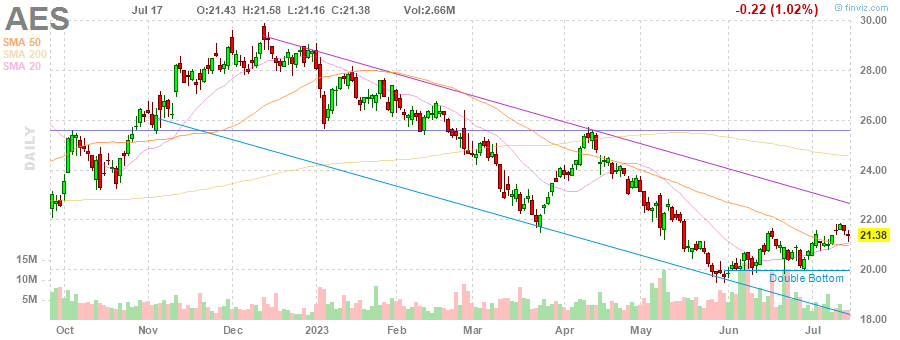 AES
Jul 17 O:21.43 H:21.58 L:21.16 C:21.38 Vol:2.66M
-0.22 (1.02%)
© finviz.com
SMA 50
SMA 200
SMA 20
DAILY
30.00
28.00
26.00
24.00
22.00
21.38
20.00
18.00
15M
10M
5M
Double Bottom
Oct Nov Dec 2023 Feb Mar Apr May Jun Jul